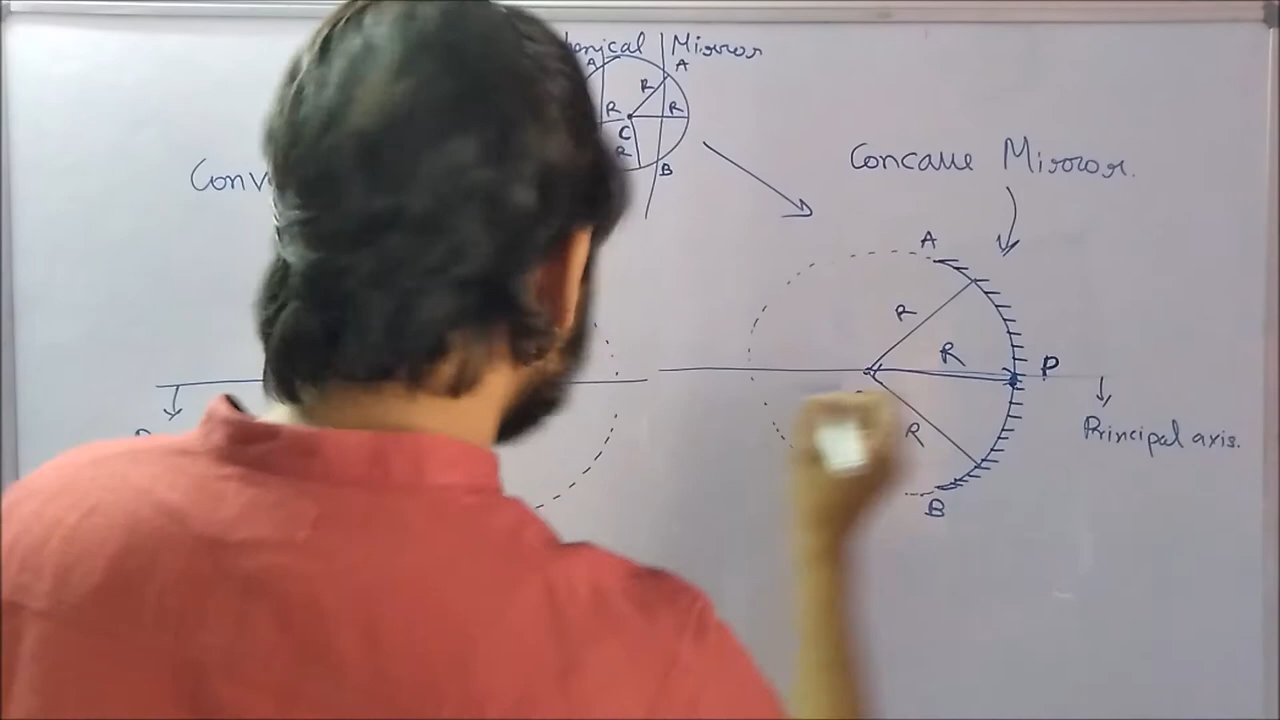 Mirror
A A
R
R R
C
R
B
Concave Mirror.
A
R
R P
R
Principal axis.
B